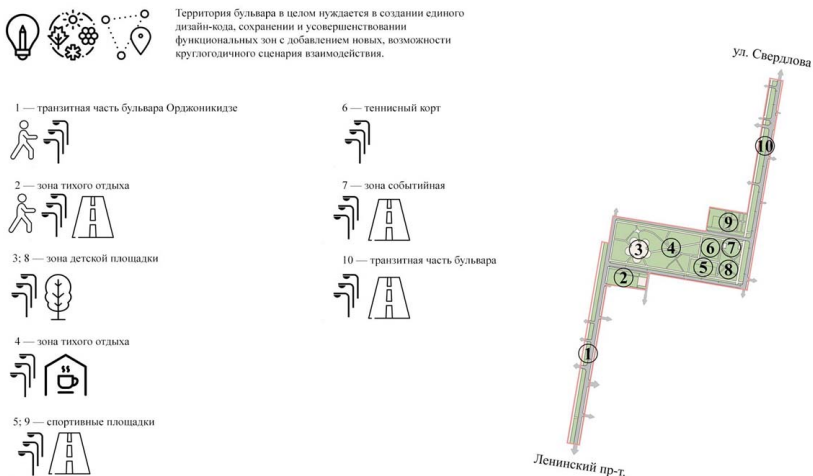 Территория бульвара в целом нуждается в создании единого
дизайн-кода, сохранении и усовершенствовании
функциональных зон с добавлением новых, возможности
круглогодичного сценария взаимодействия.
1 — транзитная часть бульвара Орджоникидзе
2 — зона тихого отдыха
3; 8 — зона детской площадки
4 — зона тихого отдыха
5; 9 — спортивные площадки
6 — теннисный корт
7 — зона событийная
10 — транзитная часть бульвара
ул. Свердлова
10
9
3 4 6 7
5 8
2
1
Ленинский пр-т.